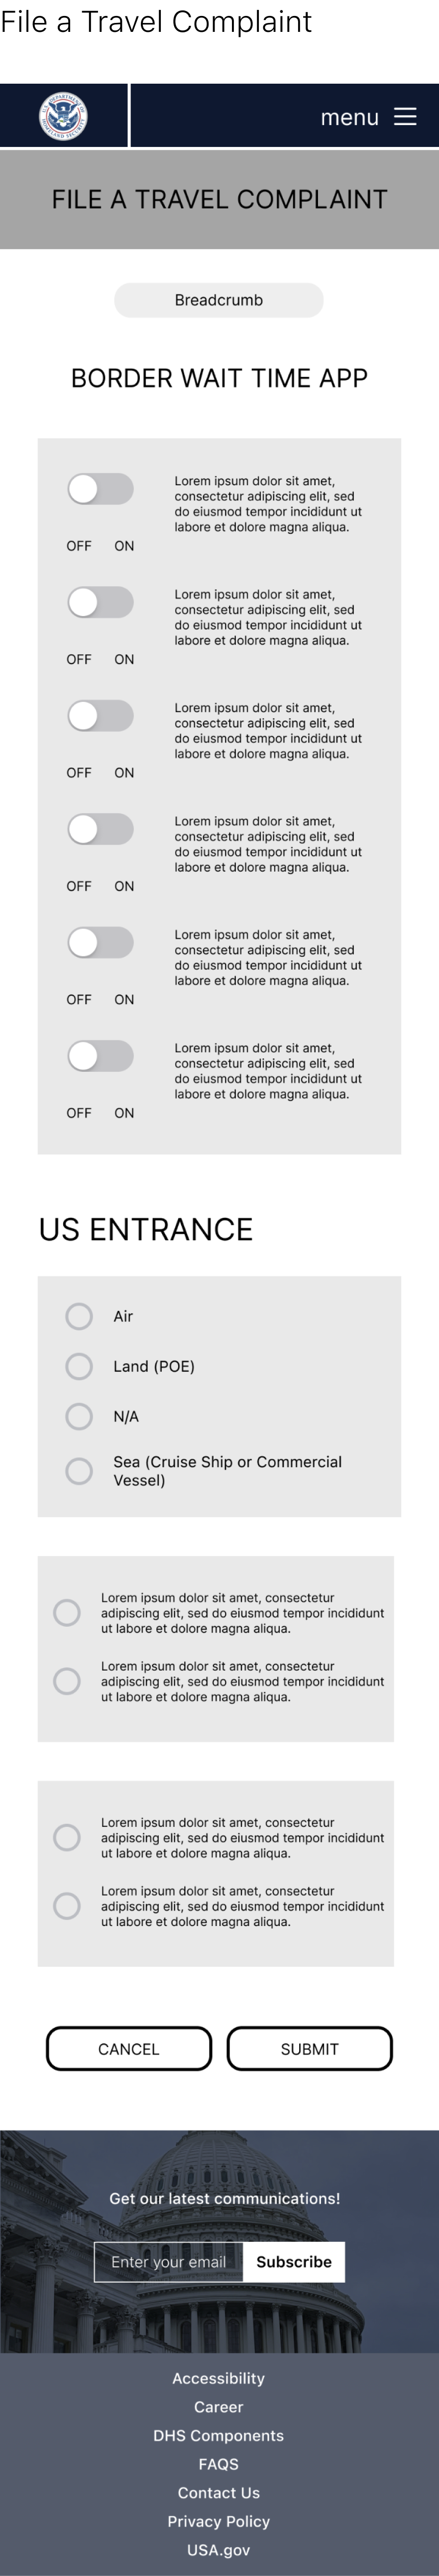 File a Travel Complaint
menu
FILE A TRAVEL COMPLAINT
Breadcrumb
BORDER WAIT TIME APP
Lorem ipsum dolor sit amet,
consectetur adipiscing elit, sed
do eiusmod tempor incididunt ut
labore et dolore magna aliqua.
OFF ON
Lorem ipsum dolor sit amet,
consectetur adipiscing elit, sed
do eiusmod tempor incididunt ut
labore et dolore magna aliqua.
OFF ON
Lorem ipsum dolor sit amet,
consectetur adipiscing elit, sed
do eiusmod tempor incididunt ut
labore et dolore magna aliqua.
OFF ON
Lorem ipsum dolor sit amet,
consectetur adipiscing elit, sed
do eiusmod tempor incididunt ut
labore et dolore magna aliqua.
OFF ON
Lorem ipsum dolor sit amet,
consectetur adipiscing elit, sed
do eiusmod tempor incididunt ut
labore et dolore magna aliqua.
OFF ON
Lorem ipsum dolor sit amet,
consectetur adipiscing elit, sed
do eiusmod tempor incididunt ut
labore et dolore magna aliqua.
OFF ON
US ENTRANCE
Air
Land (POE)
N/A
Sea (Cruise Ship or Commercial
Vessel)
Lorem ipsum dolor sit amet, consectetur
adipiscing elit, sed do eiusmod tempor incididunt
ut labore et dolore magna aliqua.
Lorem ipsum dolor sit amet, consectetur
adipiscing elit, sed do eiusmod tempor incididunt
ut labore et dolore magna aliqua.
Lorem ipsum dolor sit amet, consectetur
adipiscing elit, sed do eiusmod tempor incididunt
ut labore et dolore magna aliqua.
Lorem ipsum dolor sit amet, consectetur
adipiscing elit, sed do eiusmod tempor incididunt
ut labore et dolore magna aliqua.
CANCEL SUBMIT
Get our latest communications!
Enter your email Subscribe
Accessibility
Career
DHS Components
FAQS
Contact Us
Privacy Policy
USA.gov